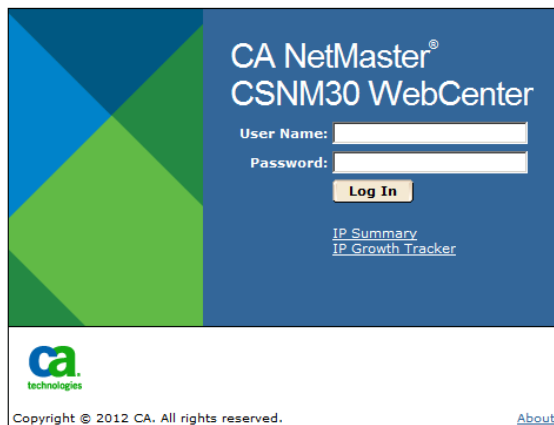 CA NetMaster®
CSNM30 WebCenter
User Name:
Password:
Log In
IP Summary
IP Growth Tracker
ca.
technologies
Copyright © 2012 CA. All rights reserved.
About